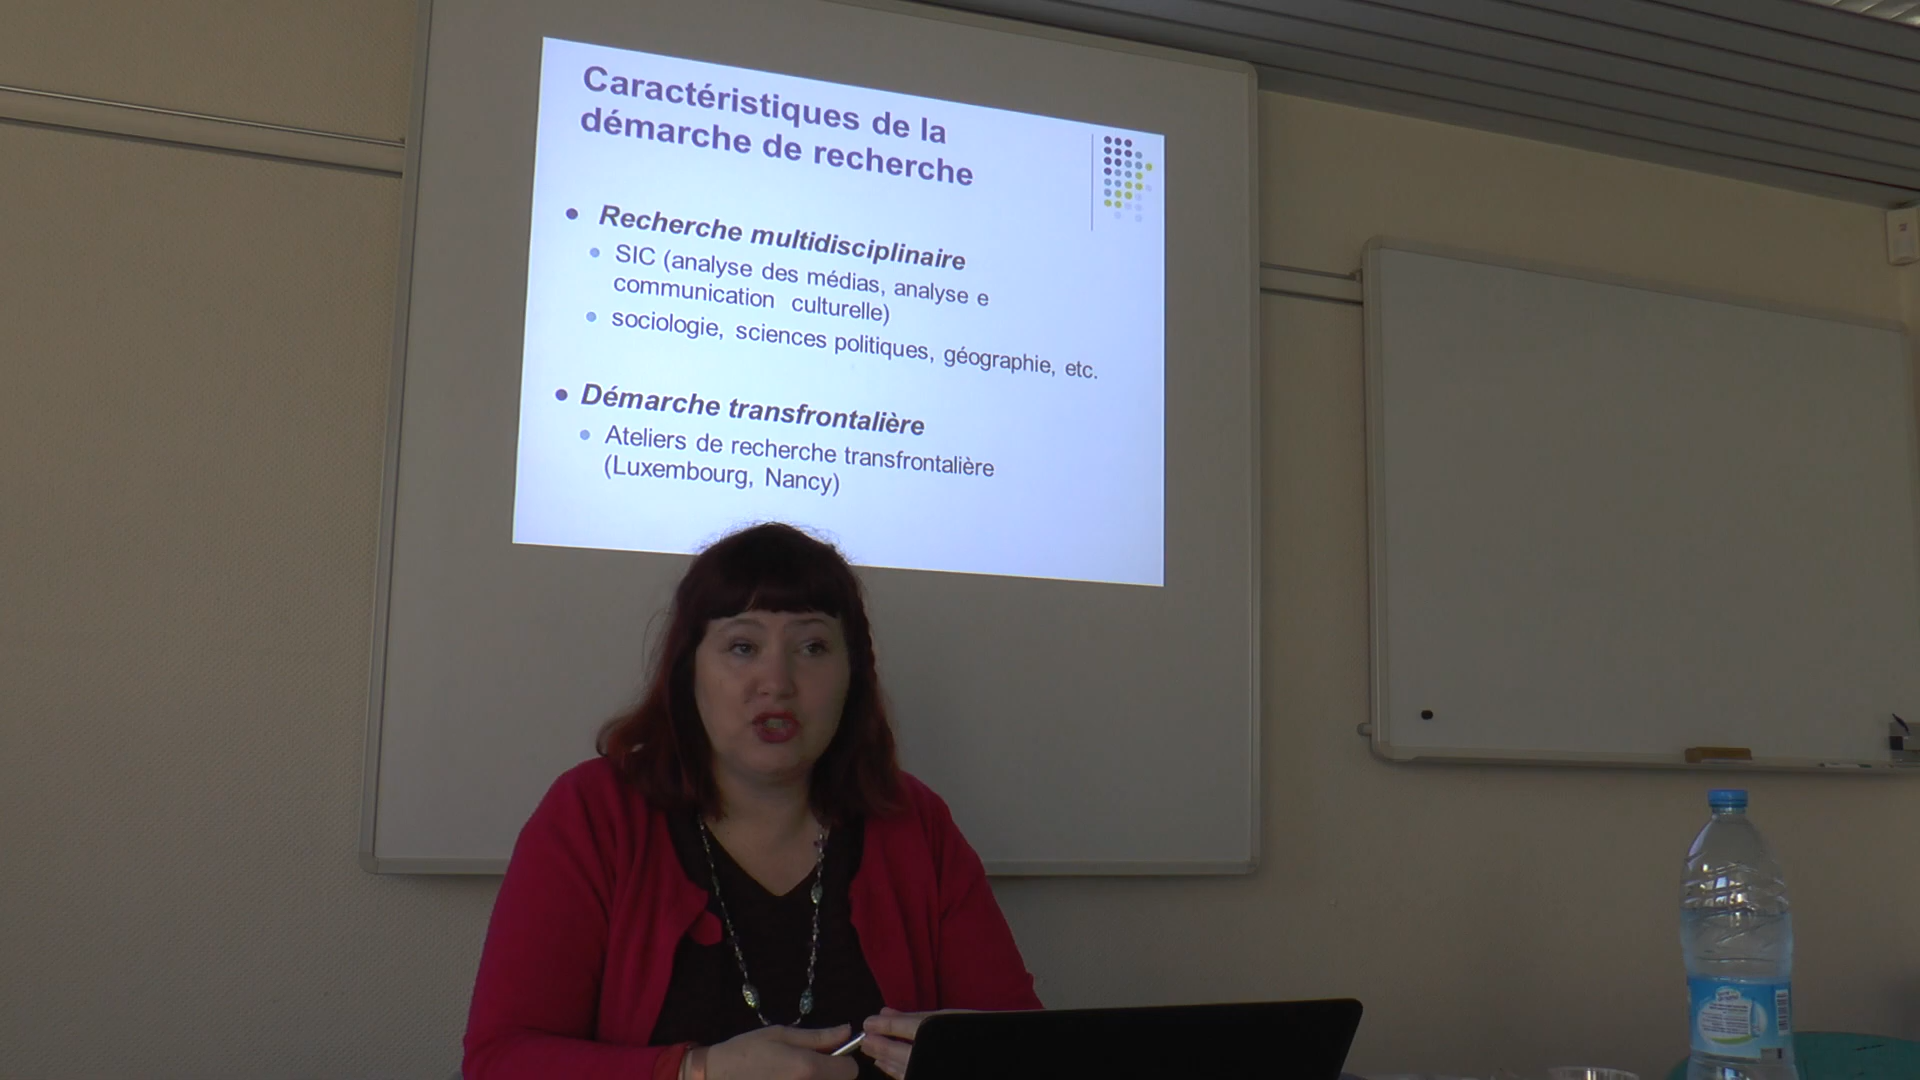 Caractéristiques de la
démarche de recherche
Recherche multidisciplinaire
SIC (analyse des médias, analyse e
communication culturelle)
sociologie, sciences politiques, géographie, etc.
Démarche transfrontalière
Ateliers de recherche transfrontalière
(Luxembourg, Nancy)